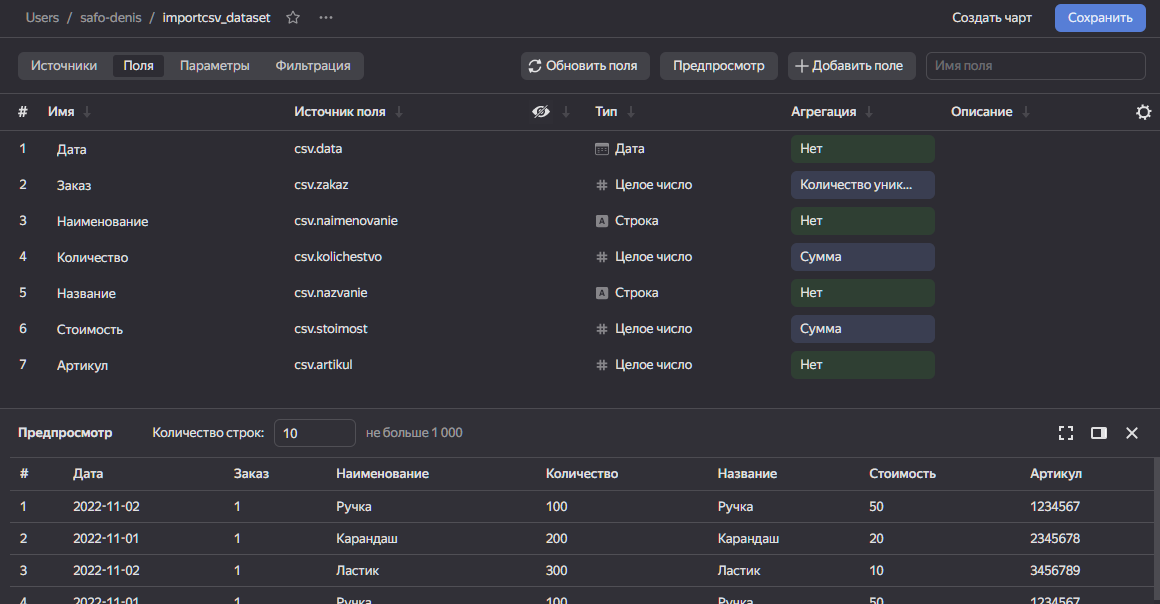 Users / safo-denis / importcsv_dataset ... Создать чарт Сохранить
Источники Поля Параметры Фильтрация Обновить поля Предпросмотр Добавить поле Имя поля
# Имя Источник поля Тип Агрегация Описание
1 Дата csv.data Дата Нет
2 Заказ csv.zakaz Целое число Количество уник...
3 Наименование csv.naimenovanie Строка Нет
4 Количество csv.kolichestvo Целое число Сумма
5 Название csv.nazvanie Строка Нет
6 Стоимость csv.stoimost Целое число Сумма
7 Артикул csv.artikul Целое число Нет
Предпросмотр Количество строк: 10 не больше 1 000
# Дата Заказ Наименование Количество Название Стоимость Артикул
1 2022-11-02 1 Ручка 100 Ручка 50 1234567
2 2022-11-01 1 Карандаш 200 Карандаш 20 2345678
3 2022-11-02 1 Ластик 300 Ластик 10 3456789
4 2022-11-01 1 Ручка 100 Ручка 50 1234567